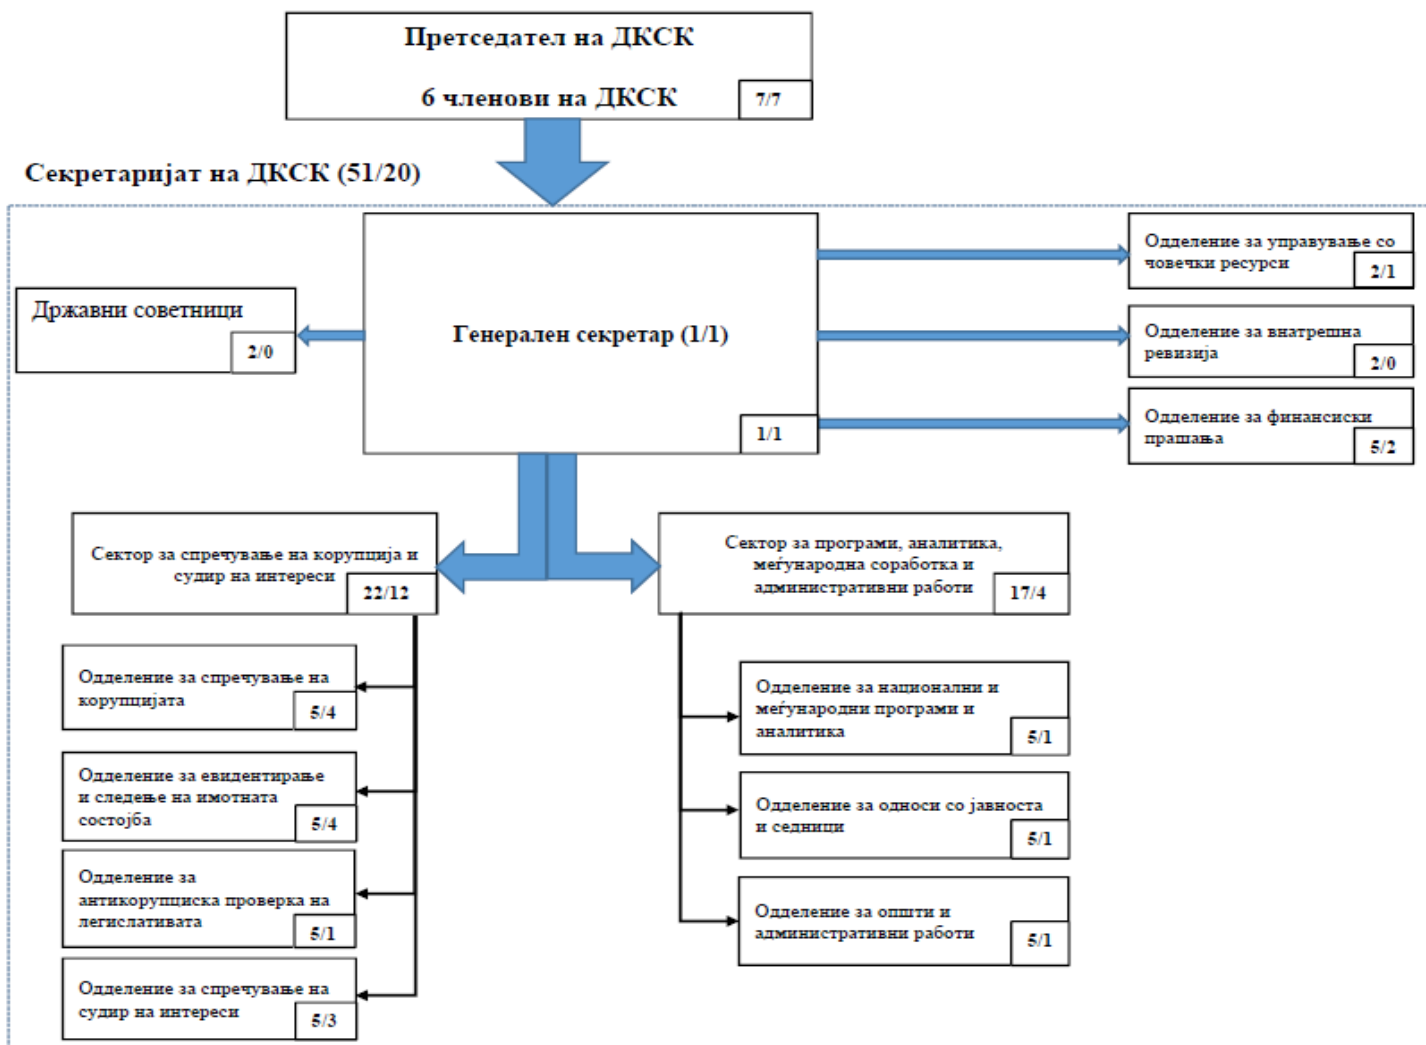 Претседател на ДКСК
6 членови на ДКСК
7/7
Секретаријат на ДКСК (51/20)
Генерален секретар (1/1)
1/1
Државни советници
2/0
Одделение за управување со
човечки ресурси
2/1
Одделение за внатрешна
ревизија
2/0
Одделение за финансиски
прашања
5/2
Сектор за спречување на корупција и
судир на интереси
22/12
Одделение за спречување на
корупцијата
5/4
Одделение за евидентирање
и следење на имотната
состојба
5/4
Одделение за
антикорупциска проверка на
легислативата
5/1
Одделение за спречување на
судир на интереси
5/3
Сектор за програми, аналитика,
меѓународна соработка и
административни работи
17/4
Одделение за национални и
меѓународни програми и
аналитика
5/1
Одделение за односи со јавноста
и седници
5/1
Одделение за општи и
административни работи
5/1